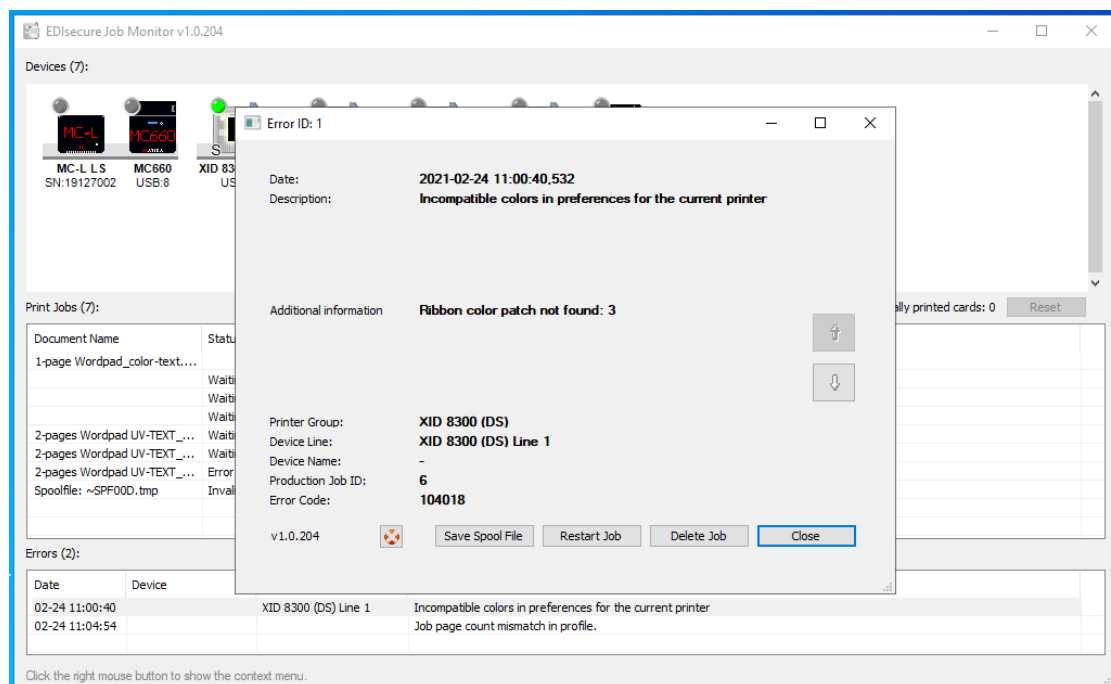 EDIsecure Job Monitor v1.0.204
Devices (7):
MC-L
MC660
MATICA
S
MC-L LS
MC660
XID 83
SN:19127002
USB:8
US
Error ID: 1
Date: 2021-02-24 11:00:40,532
Description: Incompatible colors in preferences for the current printer
Additional information Ribbon color patch not found: 3
Printer Group: XID 8300 (DS)
Device Line: XID 8300 (DS) Line 1
Device Name: -
Production Job ID: 6
Error Code: 104018
v1.0.204 Save Spool File Restart Job Delete Job Close
Print Jobs (7): ally printed cards: 0 Reset
Document Name Statu
1-page Wordpad_color-text....
Waiti
Waiti
Waiti
2-pages Wordpad UV-TEXT_... Waiti
2-pages Wordpad UV-TEXT_... Waiti
2-pages Wordpad UV-TEXT_... Error
Spoolfile: ~SPF00D.tmp Invali
Errors (2):
Date Device
02-24 11:00:40 XID 8300 (DS) Line 1 Incompatible colors in preferences for the current printer
02-24 11:04:54 Job page count mismatch in profile.
Click the right mouse button to show the context menu.